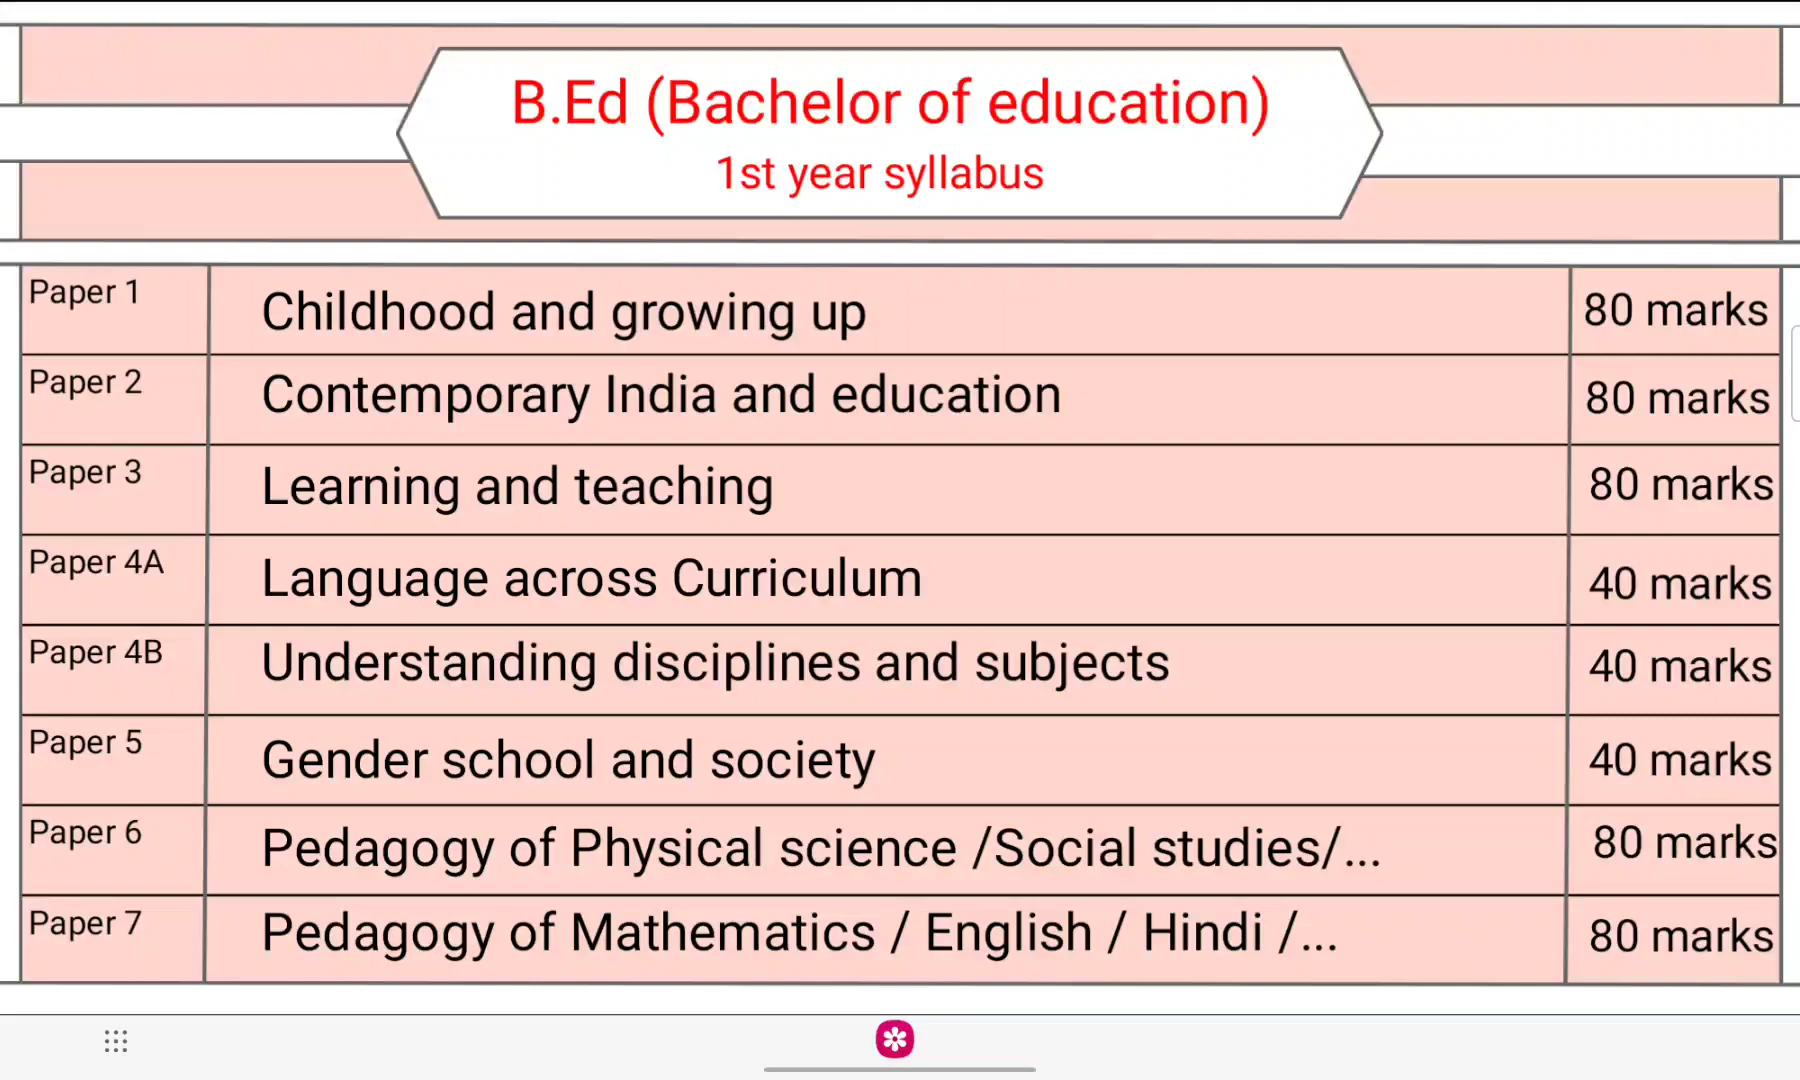 B.Ed (Bachelor of education)
1st year syllabus
Paper 1 Childhood and growing up 80 marks
Paper 2 Contemporary India and education 80 marks
Paper 3 Learning and teaching 80 marks
Paper 4A Language across Curriculum 40 marks
Paper 4B Understanding disciplines and subjects 40 marks
Paper 5 Gender school and society 40 marks
Paper 6 Pedagogy of Physical science /Social studies/... 80 marks
Paper 7 Pedagogy of Mathematics / English / Hindi /... 80 marks